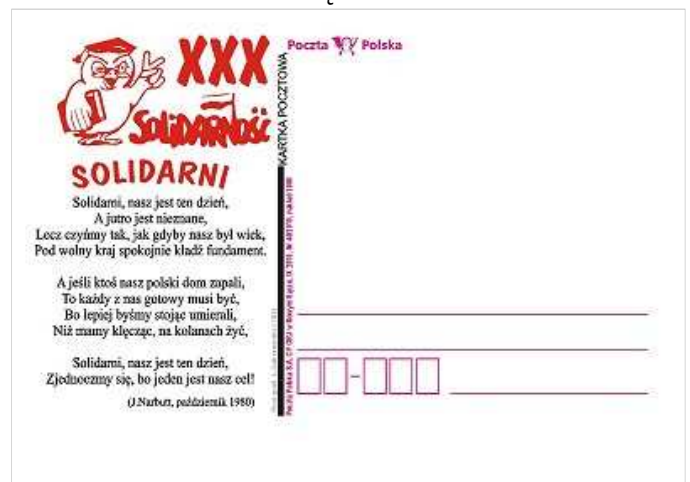 XXX
SOLIDARNOŚĆ
SOLIDARNI
Solidarni, nasz jest ten dzień,
A jutro jest nieznane,
Lecz czyńmy tak, jak gdyby nasz był wiek,
Pod wolny kraj spokojnie kładź fundament.
A jeśli ktoś nasz polski dom zapali,
To każdy z nas gotowy musi być,
Bo lepiej byśmy stojąc umierali,
Niż mamy klęcząc, na kolanach żyć,
Solidarni, nasz jest ten dzień,
Zjednoczmy się, bo jeden jest nasz cel!
(J.Narbutt, październik 1980)
KARTKA POCZTOWA
Poczta Polska
Poczta Polska S.A.